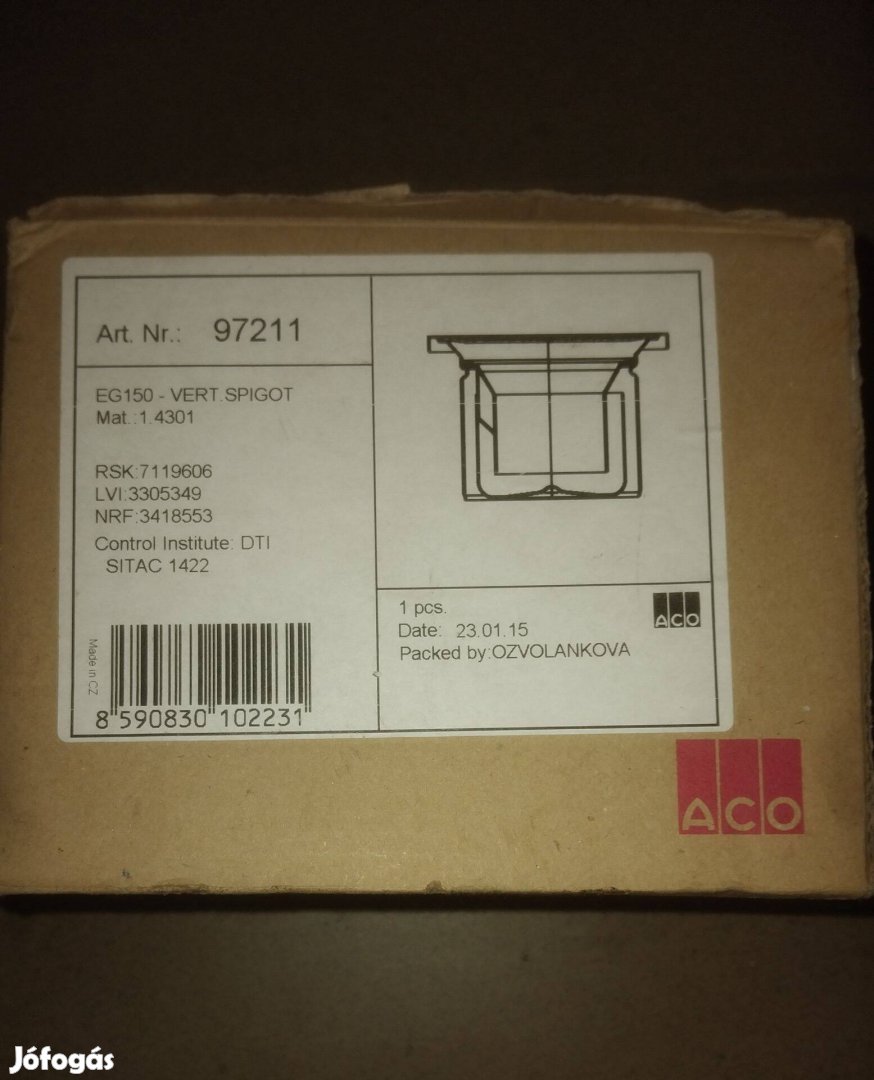 Art. Nr.: 97211
EG150 - VERT.SPIGOT
Mat.:1.4301
RSK:7119606
LVI:3305349
NRF:3418553
Control Institute: DTI
SITAC 1422
Made in CZ
8 590830 102231
1 pcs.
Date: 23.01.15
Packed by:OZVOLANKOVA
ACO
ACO
Jófogás